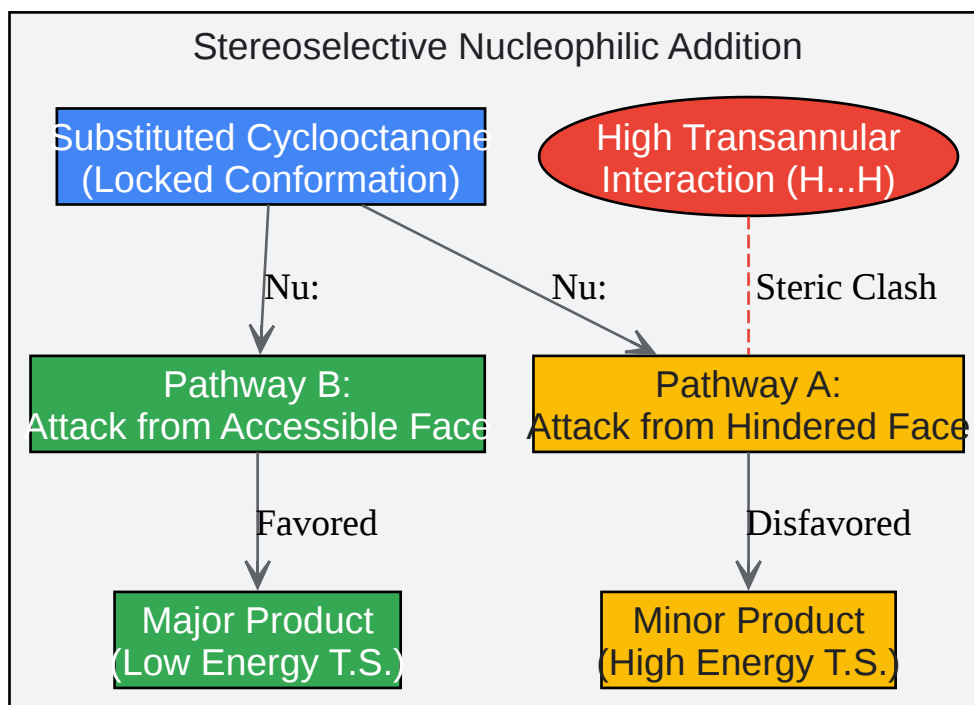 Stereoselective Nucleophilic Addition
Substituted Cyclooctanone
(Locked Conformation)
High Transannular
Interaction (H...H)
Nu:
Nu:
Steric Clash
Pathway B:
Attack from Accessible Face
Pathway A:
Attack from Hindered Face
Favored
Disfavored
Major Product
(Low Energy T.S.)
Minor Product
(High Energy T.S.)